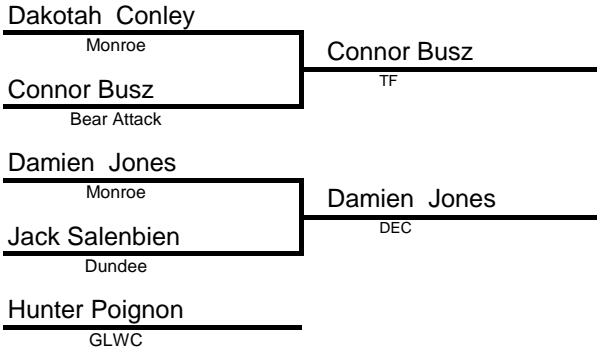 Dakotah Conley
Monroe
Connor Busz
TF
Connor Busz
Bear Attack
Damien Jones
Monroe
Damien Jones
DEC
Jack Salenbien
Dundee
Hunter Poignon
GLWC